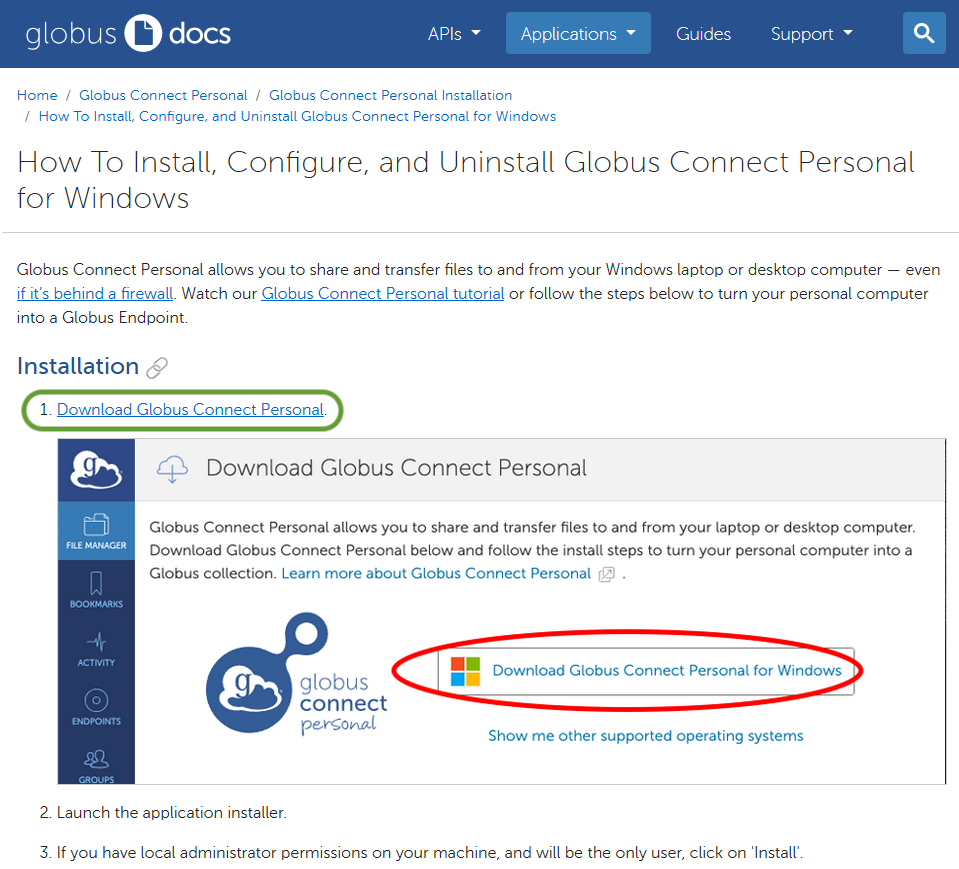 globus docs
APIs Applications Guides Support
Home / Globus Connect Personal / Globus Connect Personal Installation
/ How To Install, Configure, and Uninstall Globus Connect Personal for Windows
How To Install, Configure, and Uninstall Globus Connect Personal
for Windows
Globus Connect Personal allows you to share and transfer files to and from your Windows laptop or desktop computer — even
if it’s behind a firewall. Watch our Globus Connect Personal tutorial or follow the steps below to turn your personal computer
into a Globus Endpoint.
Installation
1. Download Globus Connect Personal.
g
Download Globus Connect Personal
FILE MANAGER
BOOKMARKS
ACTIVITY
ENDPOINTS
GROUPS
Globus Connect Personal allows you to share and transfer files to and from your laptop or desktop computer.
Download Globus Connect Personal below and follow the install steps to turn your personal computer into a
Globus collection. Learn more about Globus Connect Personal .
g
globus
connect
personal
Download Globus Connect Personal for Windows
Show me other supported operating systems
2. Launch the application installer.
3. If you have local administrator permissions on your machine, and will be the only user, click on 'Install'.